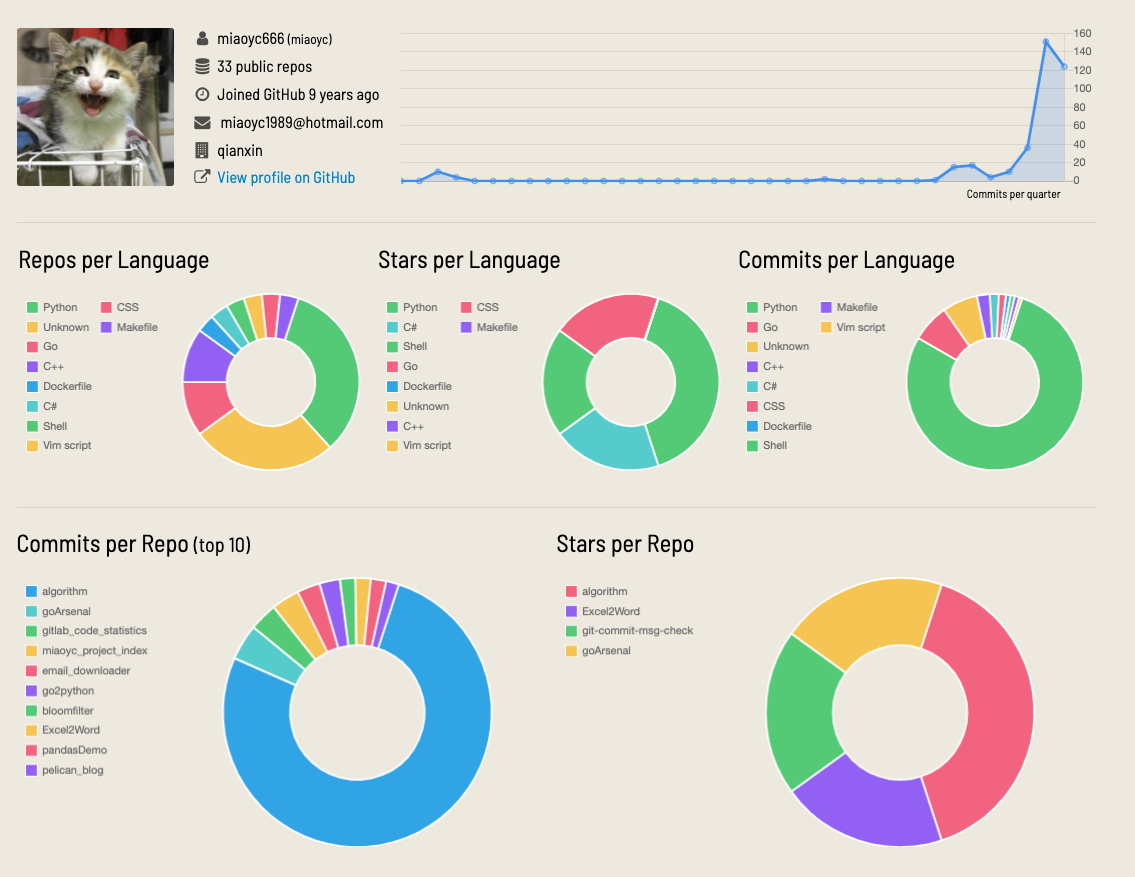 miaoyc666 (miaoyc)
33 public repos
Joined GitHub 9 years ago
miaoyc1989@hotmail.com
qianxin
View profile on GitHub
160
140
120
100
80
60
40
20
0
Commits per quarter
Repos per Language
Python
Unknown
Go
C++
Dockerfile
C#
Shell
Vim script
CSS
Makefile
Stars per Language
Python
C#
Shell
Go
Dockerfile
Unknown
C++
Vim script
CSS
Makefile
Commits per Language
Python
Go
Unknown
C++
C#
CSS
Dockerfile
Shell
Makefile
Vim script
Commits per Repo (top 10)
algorithm
goArsenal
gitlab_code_statistics
miaoyc_project_index
email_downloader
go2python
bloomfilter
Excel2Word
pandasDemo
pelican_blog
Stars per Repo
algorithm
Excel2Word
git-commit-msg-check
goArsenal